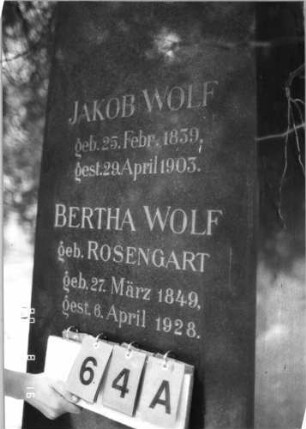 JAKOB WOLF
geb. 25. Febr. 1839,
gest. 29. April 1903.
BERTHA WOLF
geb. ROSENGART
geb. 27. März 1849,
gest. 6. April 1928.
64A